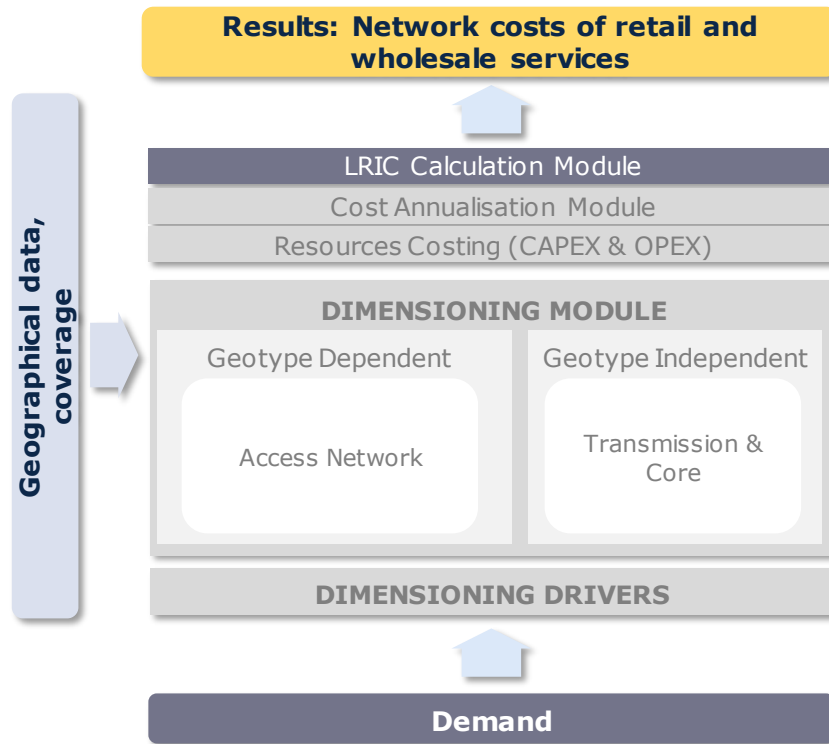 Results: Network costs of retail and
wholesale services
Geographical data,
coverage
LRIC Calculation Module
Cost Annualisation Module
Resources Costing (CAPEX & OPEX)
DIMENSIONING MODULE
Geotype Dependent
Geotype Independent
Access Network
Transmission &
Core
DIMENSIONING DRIVERS
Demand